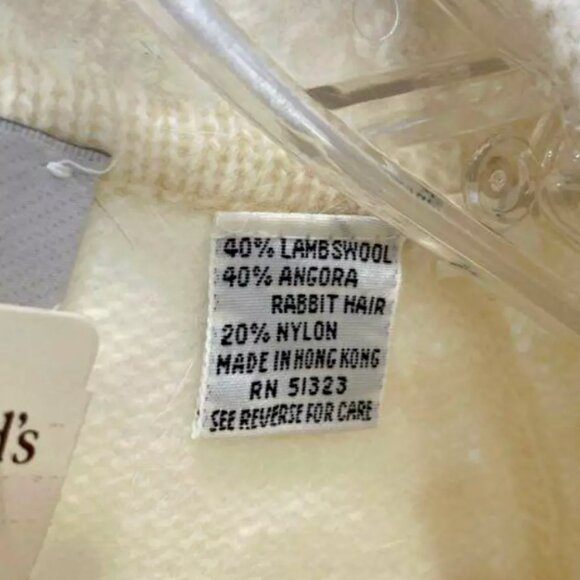 40% LAMBSWOOL
40% ANGORA
RABBIT HAIR
20% NYLON
MADE IN HONG KONG
RN 51323
SEE REVERSE FOR CARE
's